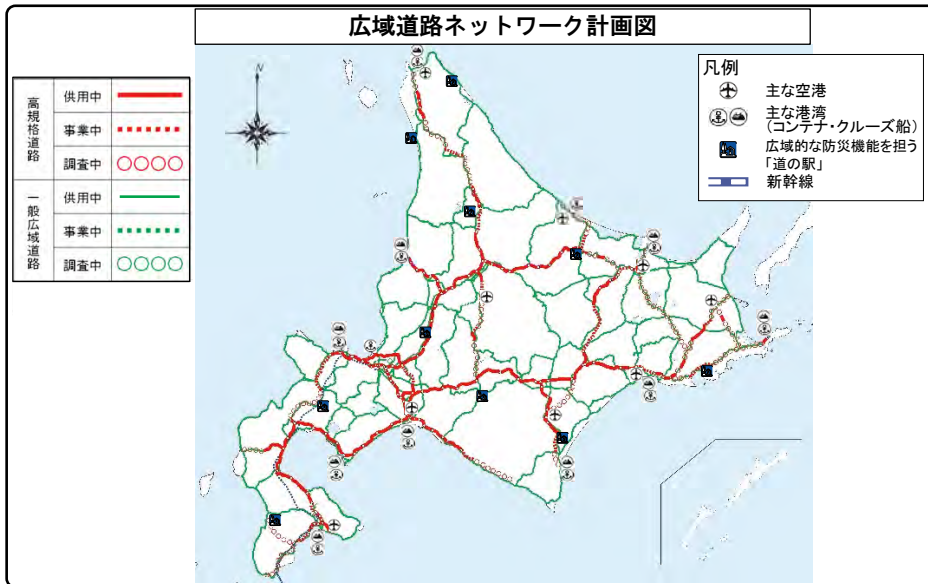 広域道路ネットワーク計画図
高規格道路
供用中
事業中
調査中
一般広域道路
供用中
事業中
調査中
N
凡例
主な空港
主な港湾
(コンテナ・クルーズ船)
広域的な防災機能を担う
「道の駅」
新幹線